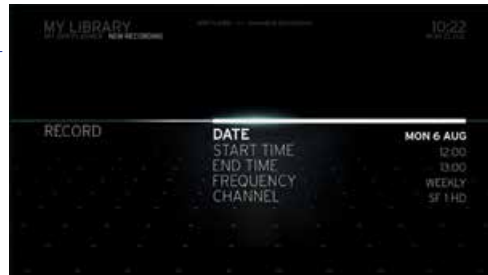 MY LIBRARY
10:22
NEW RECORDING
RECORD
DATE MON 6 AUG
START TIME 12:00
END TIME 13:00
FREQUENCY WEEKLY
CHANNEL SF 1 HD